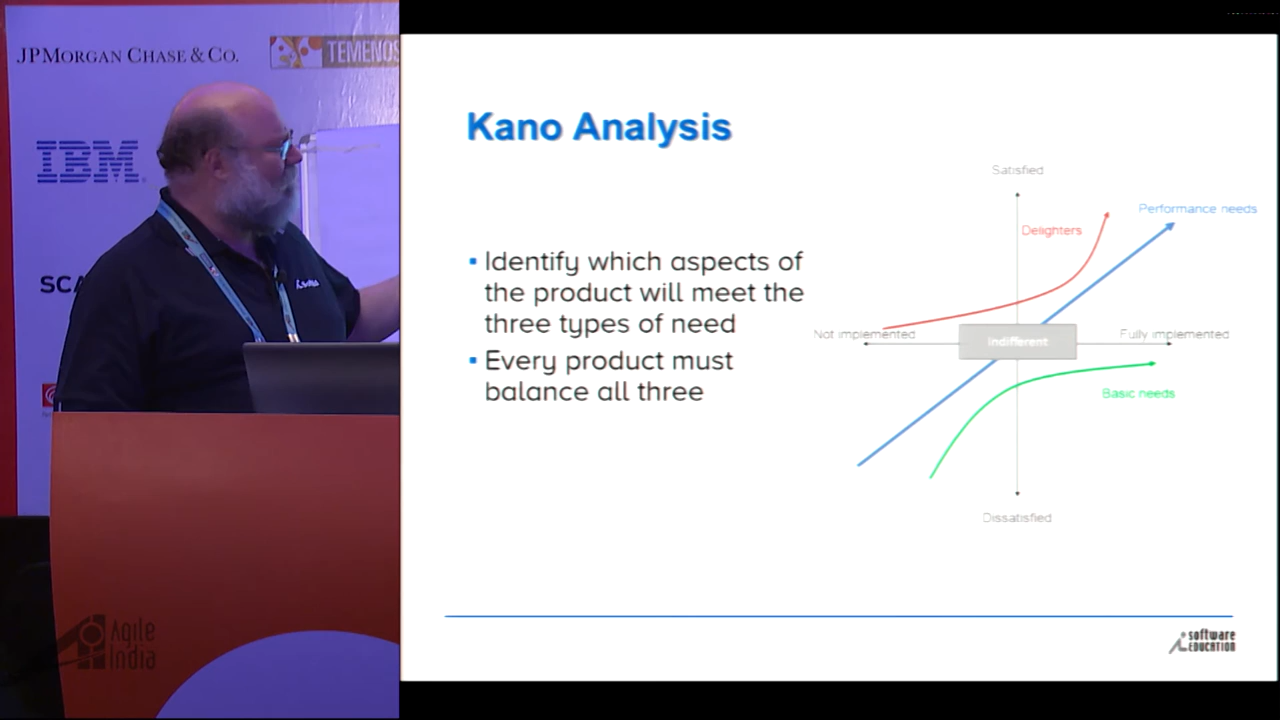 JPMORGAN CHASE & CO.
TEMENOS
IBM
SCA
Agile
India
Kano Analysis
▪ Identify which aspects of
the product will meet the
three types of need
▪ Every product must
balance all three
Satisfied
Performance needs
Delighters
Not implemented
Indifferent
Fully implemented
Basic needs
Dissatisfied
software
EDUCATION